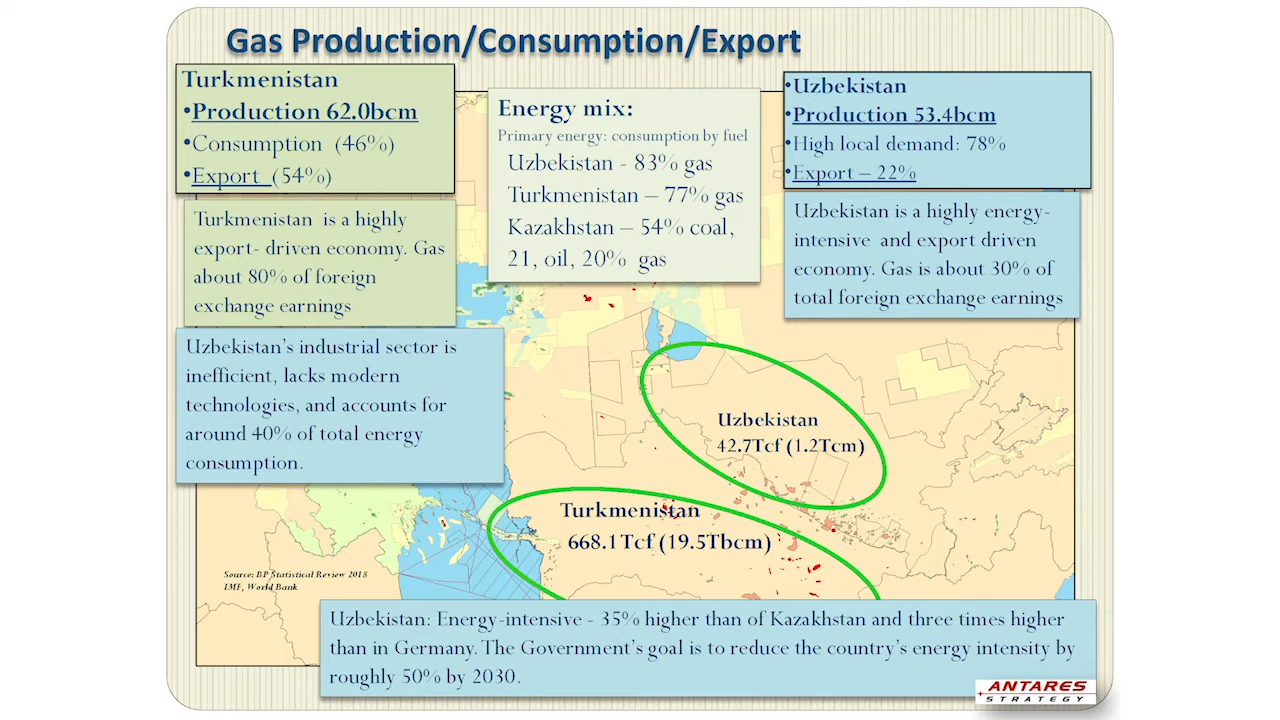 Gas Production/Consumption/Export
Turkmenistan
•Production 62.0bcm
•Consumption (46%)
•Export (54%)
Turkmenistan is a highly
export- driven economy. Gas
about 80% of foreign
exchange earnings
Uzbekistan's industrial sector is
inefficient, lacks modern
technologies, and accounts for
around 40% of total energy
consumption.
Energy mix:
Primary energy: consumption by fuel
Uzbekistan - 83% gas
Turkmenistan – 77% gas
Kazakhstan – 54% coal,
21, oil, 20% gas
•Uzbekistan
•Production 53.4bcm
•High local demand: 78%
•Export – 22%
Uzbekistan is a highly energy-
intensive and export driven
economy. Gas is about 30% of
total foreign exchange earnings
Uzbekistan
42.7Tcf (1.2Tcm)
Turkmenistan
668.1Tcf (19.5Tbcm)
Source: BP Statistical Review 2018
IMF, World Bank
Uzbekistan: Energy-intensive - 35% higher than of Kazakhstan and three times higher
than in Germany. The Government's goal is to reduce the country's energy intensity by
roughly 50% by 2030.
ANTARES
STRATEGY